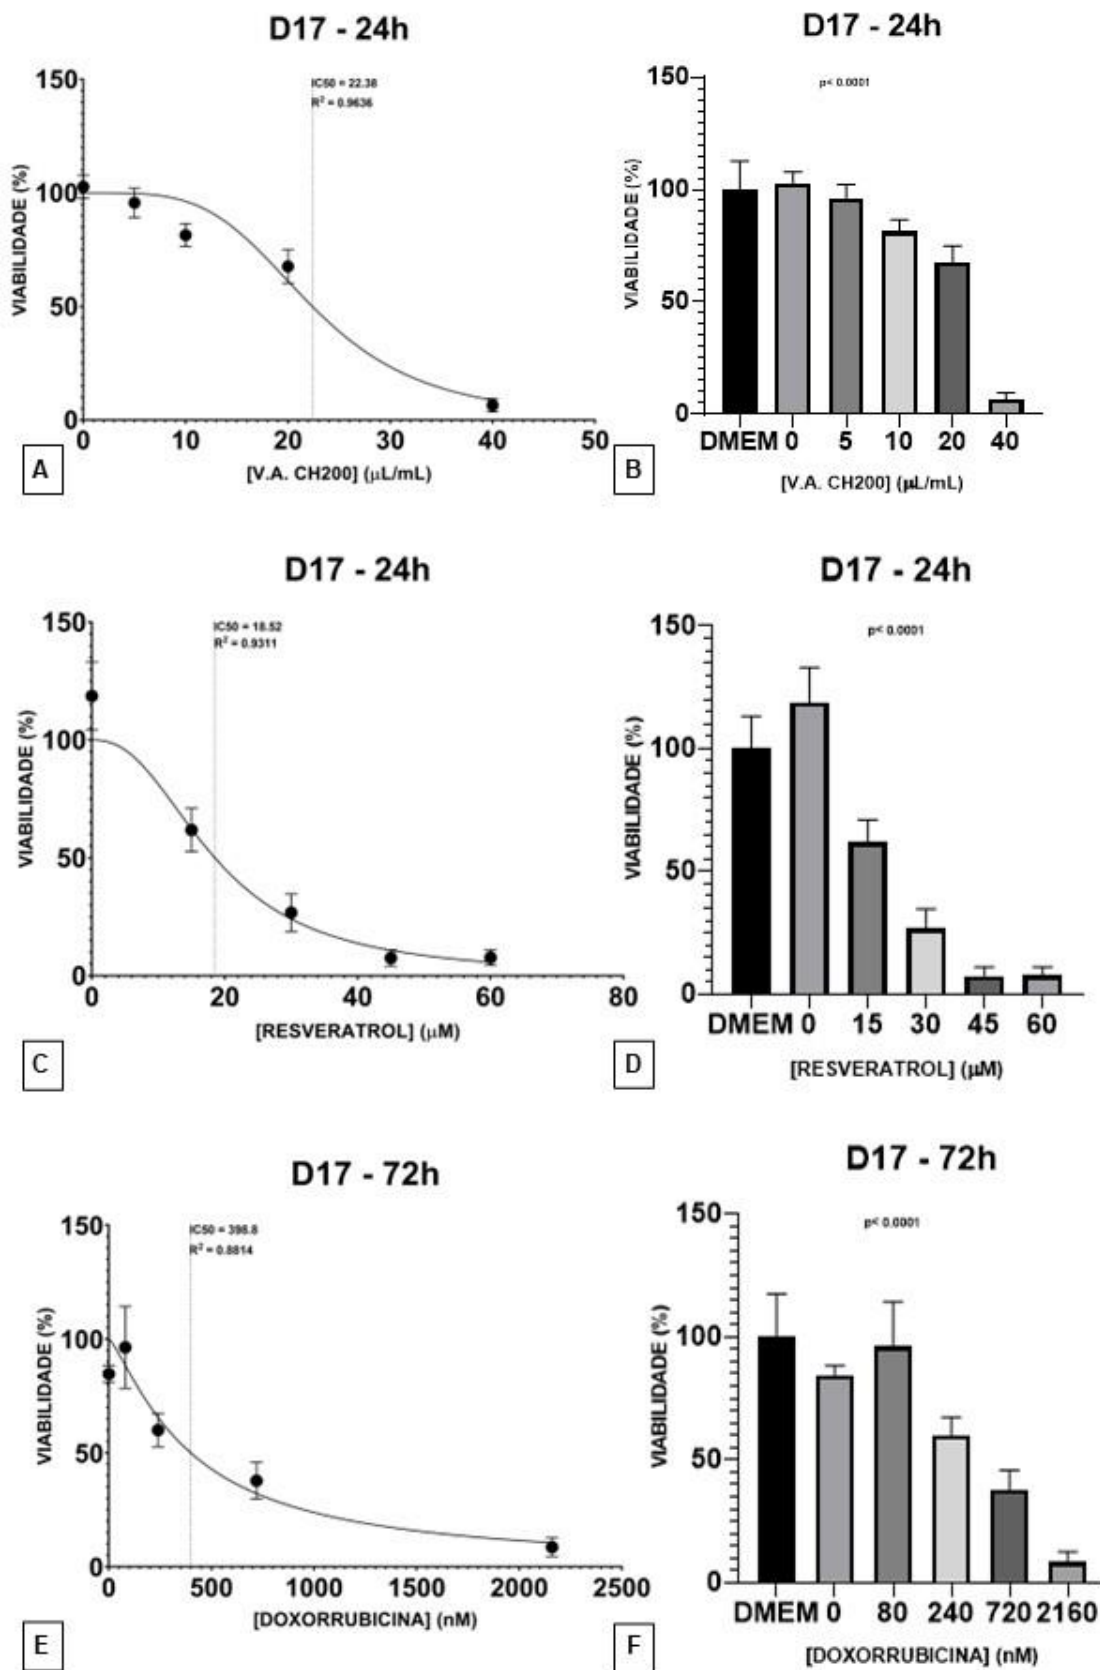 D17 - 24h
IC50 = 22.38
R² = 0.9636
VIABILIDADE (%)
150
100
50
0
0 10 20 30 40 50
[V.A. CH200] (µL/mL)
A
D17 - 24h
p< 0.0001
VIABILIDADE (%)
150
100
50
0
DMEM 0 5 10 20 40
[V.A. CH200] (µL/mL)
B
D17 - 24h
IC50 = 18.52
R² = 0.9311
VIABILIDADE (%)
150
100
50
0
0 20 40 60 80
[RESVERATROL] (µM)
C
D17 - 24h
p< 0.0001
VIABILIDADE (%)
150
100
50
0
DMEM 0 15 30 45 60
[RESVERATROL] (µM)
D
D17 - 72h
IC50 = 398.8
R² = 0.8814
VIABILIDADE (%)
150
100
50
0
0 500 1000 1500 2000 2500
[DOXORRUBICINA] (nM)
E
D17 - 72h
p< 0.0001
VIABILIDADE (%)
150
100
50
0
DMEM 0 80 240 720 2160
[DOXORRUBICINA] (nM)
F